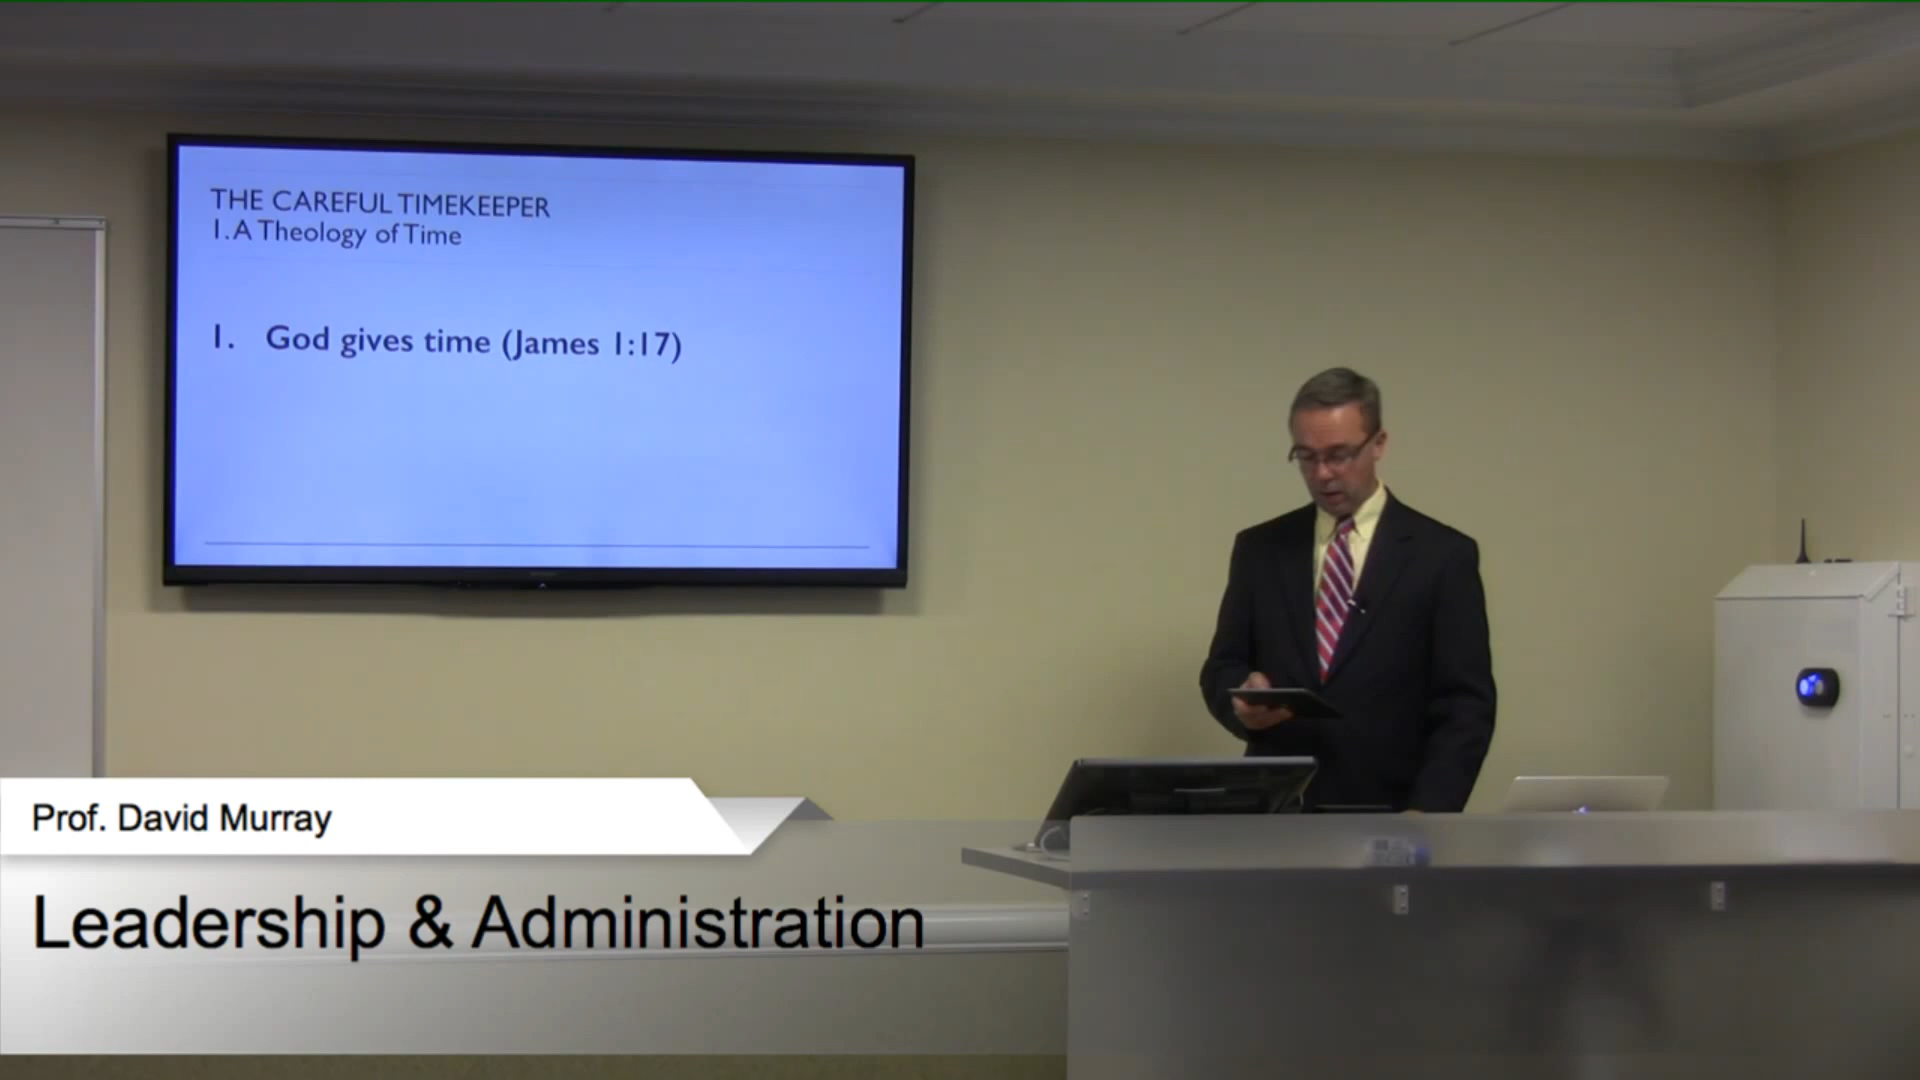 THE CAREFUL TIMEKEEPER
1. A Theology of Time
1. God gives time (James 1:17)
Prof. David Murray
Leadership & Administration